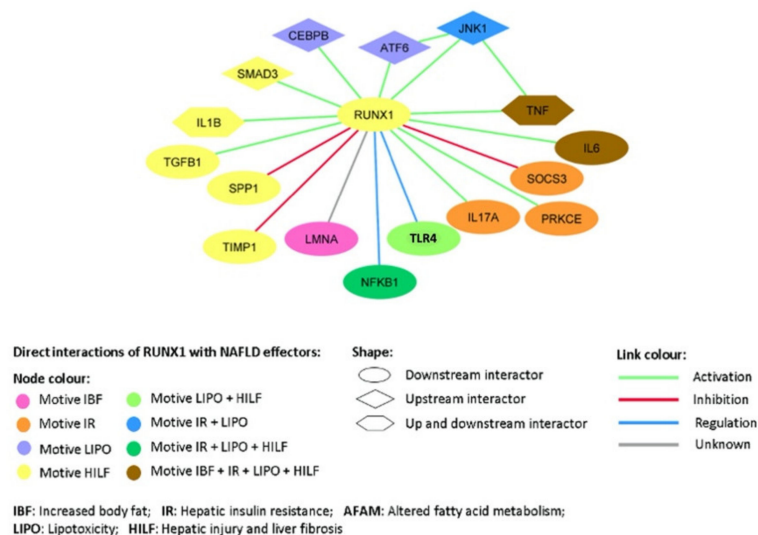 CEBPB
ATF6
JNK1
SMAD3
IL1B
RUNX1
TNF
TGFB1
IL6
SPP1
SOCS3
TIMP1
LMNA
TLR4
IL17A
PRKCE
NFKB1
Direct interactions of RUNX1 with NAFLD effectors:
Node colour:
Motive IBF
Motive IR
Motive LIPO
Motive HILF
Motive LIPO + HILF
Motive IR + LIPO
Motive IR + LIPO + HILF
Motive IBF + IR + LIPO + HILF
Shape:
Downstream interactor
Upstream interactor
Up and downstream interactor
Link colour:
Activation
Inhibition
Regulation
Unknown
IBF: Increased body fat; IR: Hepatic insulin resistance; AFAM: Altered fatty acid metabolism;
LIPO: Lipotoxicity; HILF: Hepatic injury and liver fibrosis